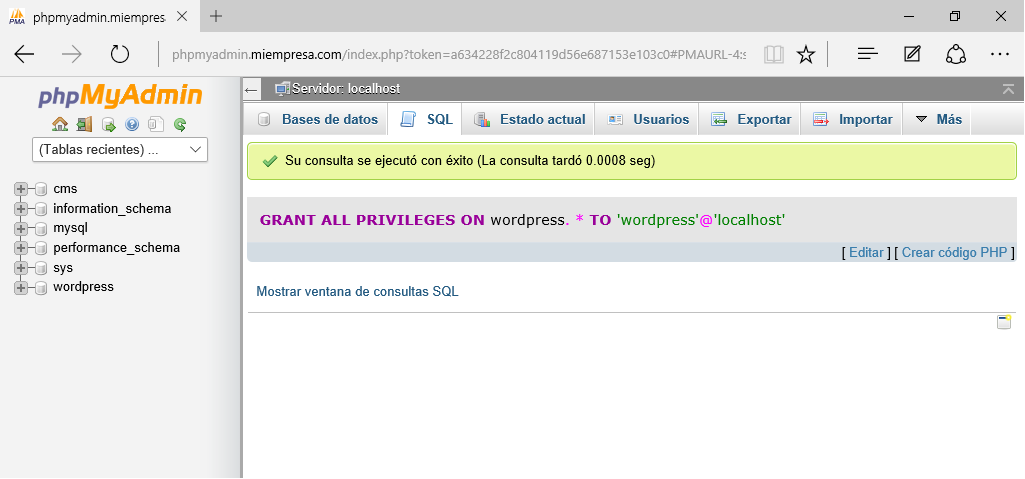 phpmyadmin.miempres
phpmyadmin.miempresa.com/index.php?token=a634228f2c804119d56e687153e103c0#PMAURL-4:s
phpMyAdmin
(Tablas recientes) ...
cms
information_schema
mysql
performance_schema
sys
wordpress
Servidor: localhost
Bases de datos
SQL
Estado actual
Usuarios
Exportar
Importar
Más
Su consulta se ejecutó con éxito (La consulta tardó 0.0008 seg)
GRANT ALL PRIVILEGES ON wordpress. * TO 'wordpress'@'localhost'
[ Editar ] [ Crear código PHP ]
Mostrar ventana de consultas SQL